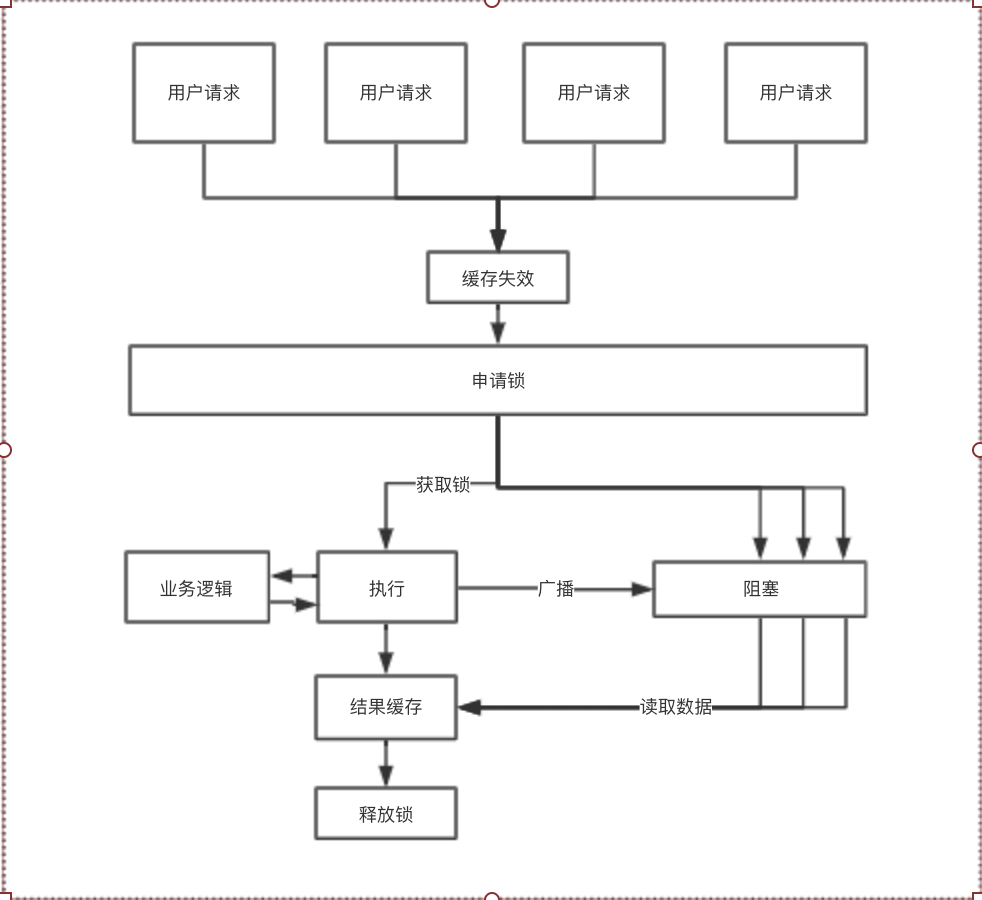 用户请求
用户请求
用户请求
用户请求
缓存失效
申请锁
获取锁
业务逻辑
执行
广播
阻塞
结果缓存
读取数据
释放锁